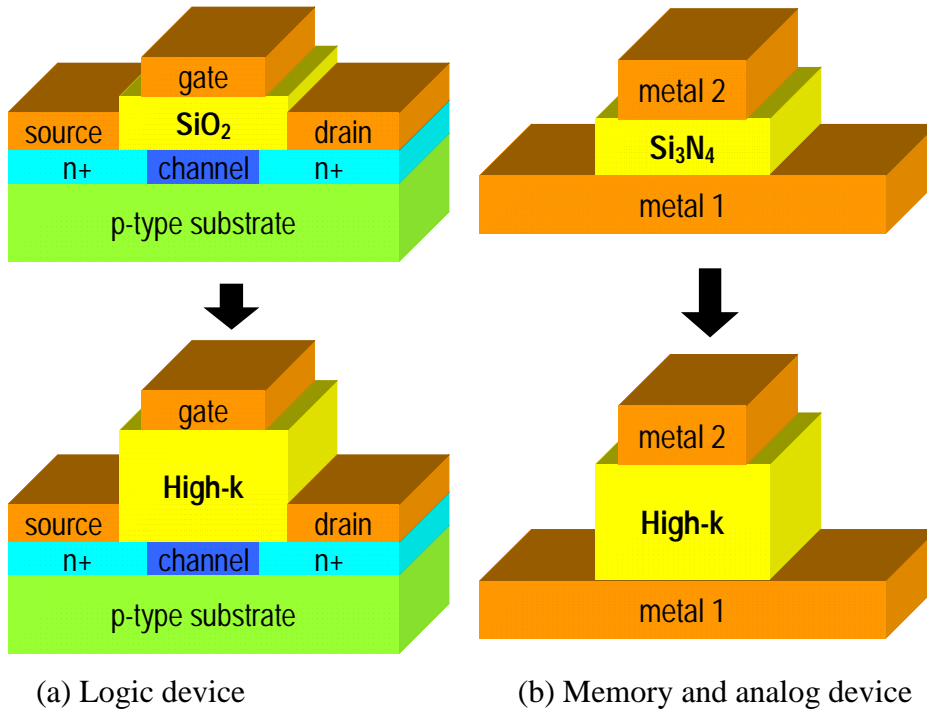 gate
SiO₂
source
drain
n+
channel
n+
p-type substrate
metal 2
Si₃N₄
metal 1
gate
High-k
source
drain
n+
channel
n+
p-type substrate
metal 2
High-k
metal 1
(a) Logic device
(b) Memory and analog device